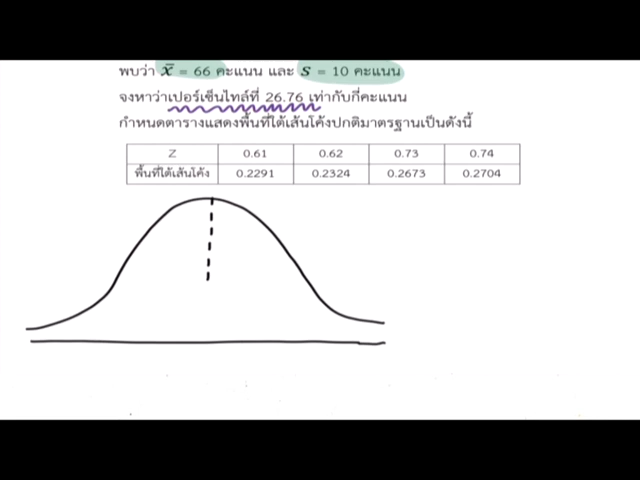 พบว่า x̄ = 66 คะแนน และ s = 10 คะแนน
จงหาว่าเปอร์เซ็นไทล์ที่ 26.76 เท่ากับกี่คะแนน
กำหนดตารางแสดงพื้นที่ใต้เส้นโค้งปกติมาตรฐานเป็นดังนี้
Z 0.61 0.62 0.73 0.74
พื้นที่ใต้เส้นโค้ง 0.2291 0.2324 0.2673 0.2704